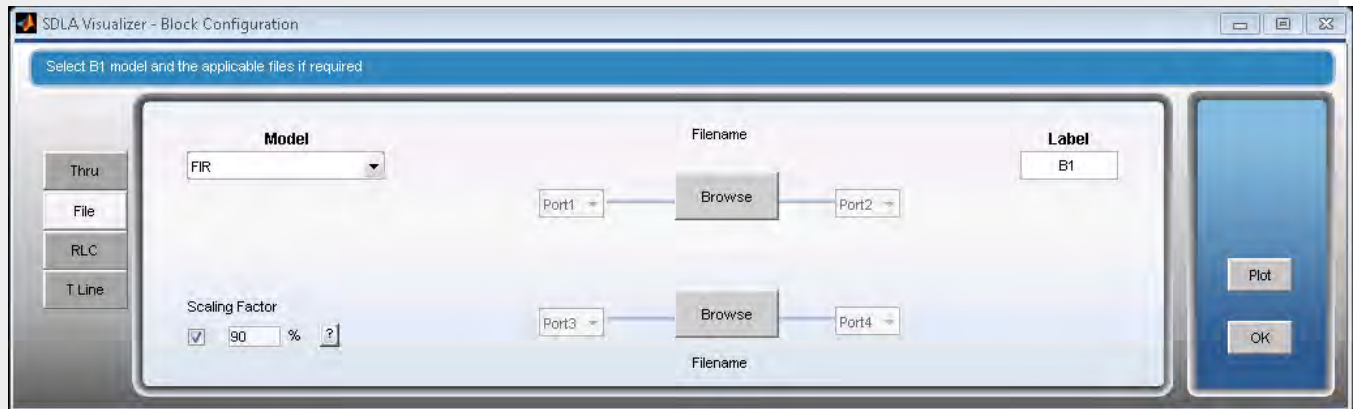 SDLA Visualizer - Block Configuration
Select B1 model and the applicable files if required
Thru
File
RLC
T Line
Model
FIR
Scaling Factor
90 % ?
Filename
Port1 Browse Port2
Port3 Browse Port4
Filename
Label
B1
Plot
OK